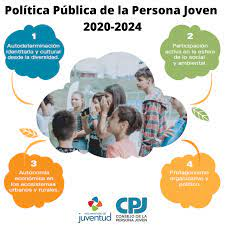 Política Pública de la Persona Joven
2020-2024
1
Autodeterminación
identitaria y cultural
desde la diversidad.
2
Participación
activa en la esfera
de lo social
y ambiental.
3
Autonomía
económica en los
ecosistemas
urbanos y rurales.
4
Protagonismo
organizativo y
político.
juventud
CPJ
CONSEJO DE LA
PERSONA JOVEN